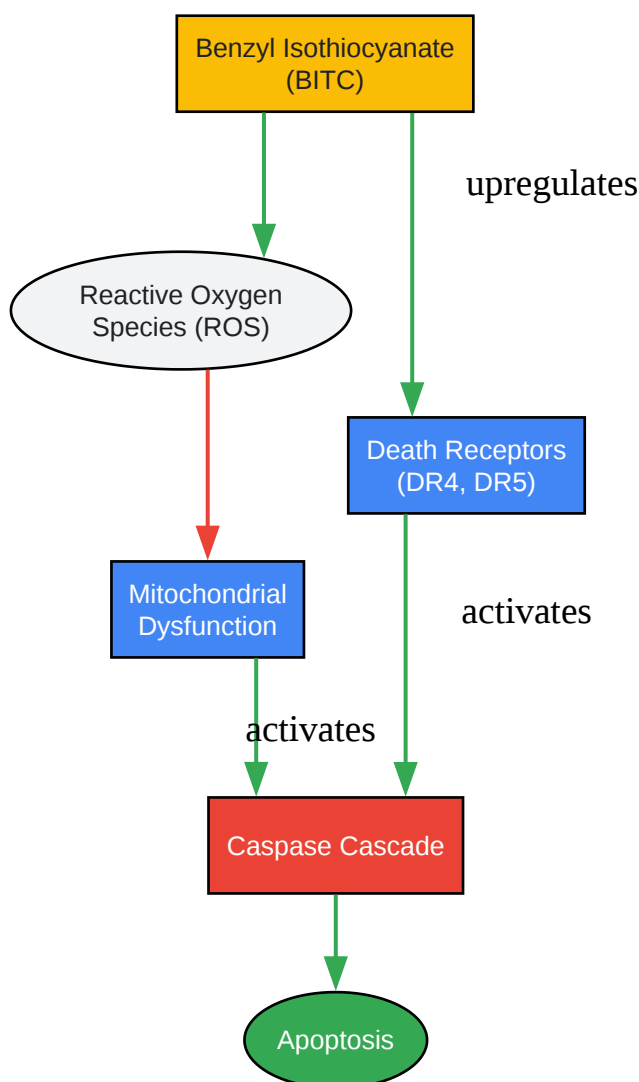 Benzyl Isothiocyanate
(BITC)
upregulates
Reactive Oxygen
Species (ROS)
Death Receptors
(DR4, DR5)
Mitochondrial
Dysfunction
activates
activates
Caspase Cascade
Apoptosis